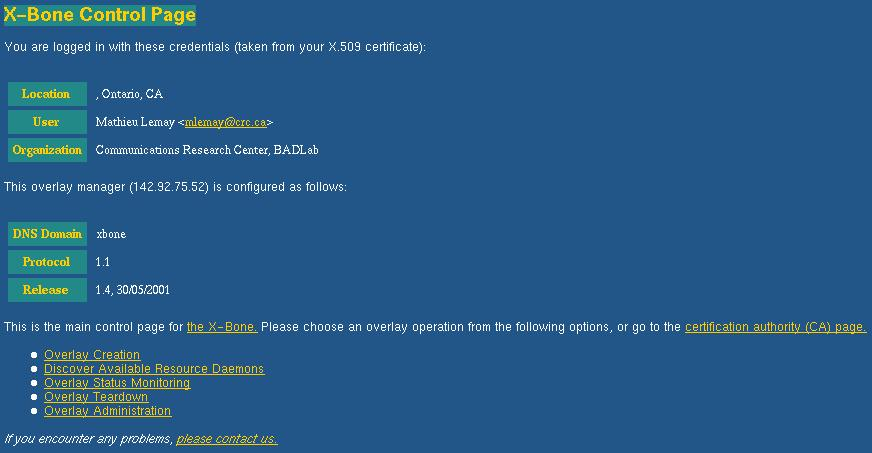 X-Bone Control Page
You are logged in with these credentials (taken from your X.509 certificate):
Location , Ontario, CA
User Mathieu Lemay <mlemay@crc.ca>
Organization Communications Research Center, BADLab
This overlay manager (142.92.75.52) is configured as follows:
DNS Domain xbone
Protocol 1.1
Release 1.4, 30/05/2001
This is the main control page for the X-Bone. Please choose an overlay operation from the following options, or go to the certification authority (CA) page.
● Overlay Creation
● Discover Available Resource Daemons
● Overlay Status Monitoring
● Overlay Teardown
● Overlay Administration
If you encounter any problems, please contact us.